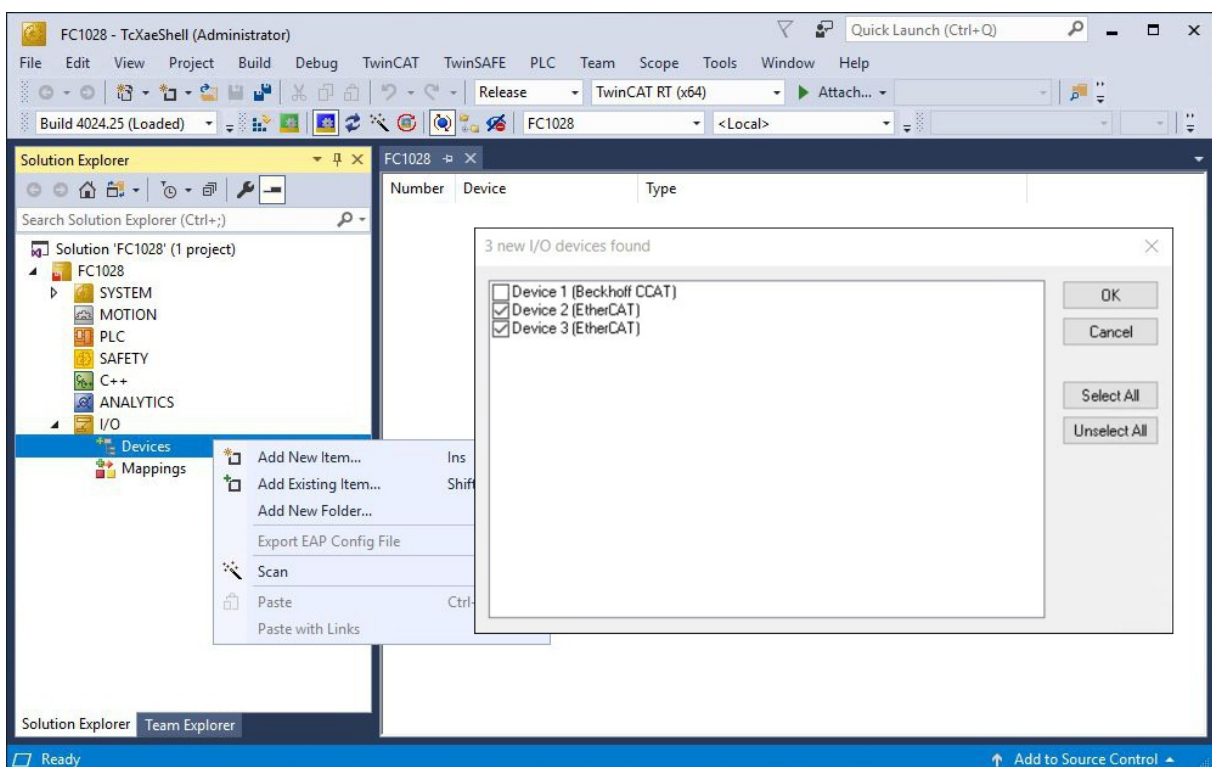 FC1028 - TcXaeShell (Administrator)
Quick Launch (Ctrl+Q)
File Edit View Project Build Debug TwinCAT TwinSAFE PLC Team Scope Tools Window Help
Release TwinCAT RT (x64) Attach...
Build 4024.25 (Loaded) FC1028 <Local>
Solution Explorer
Search Solution Explorer (Ctrl+;)
Solution 'FC1028' (1 project)
FC1028
SYSTEM
MOTION
PLC
SAFETY
C++
ANALYTICS
I/O
Devices
Mappings
Add New Item... Ins
Add Existing Item... Shift
Add New Folder...
Export EAP Config File
Scan
Paste Ctrl-
Paste with Links
FC1028
Number Device Type
3 new I/O devices found
Device 1 (Beckhoff CCAT)
Device 2 (EtherCAT)
Device 3 (EtherCAT)
OK
Cancel
Select All
Unselect All
Solution Explorer Team Explorer
Ready Add to Source Control